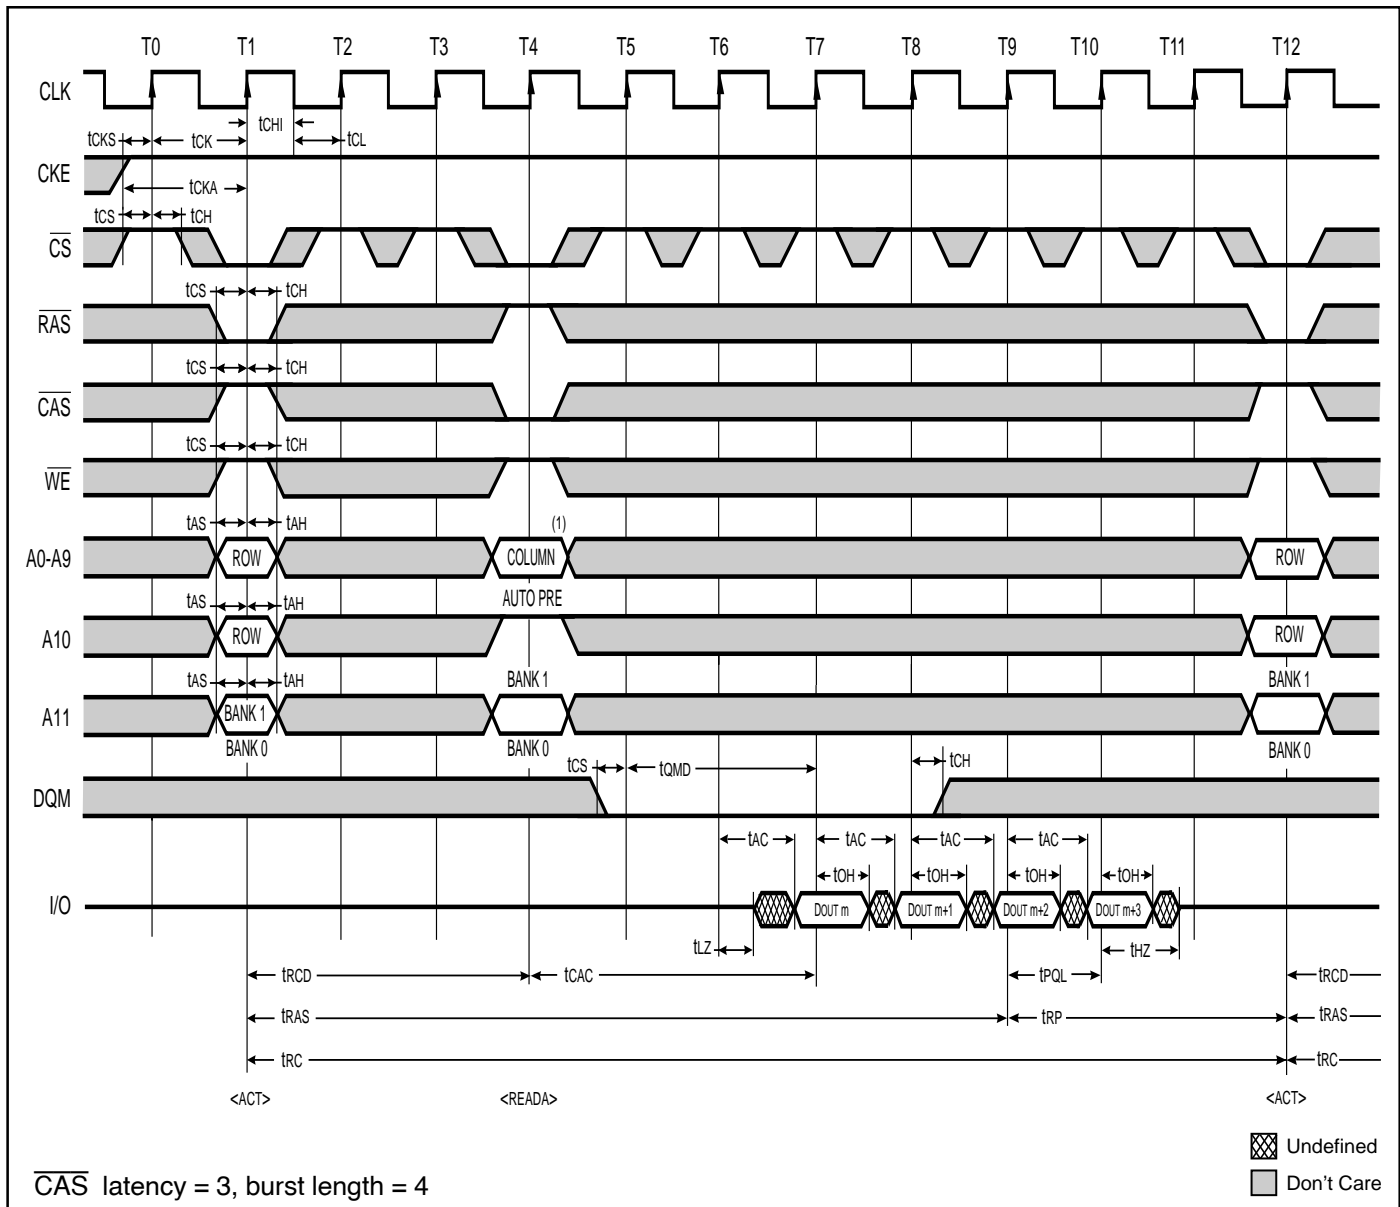 T0 T1 T2 T3 T4 T5 T6 T7 T8 T9 T10 T11 T12
CLK
tCHI
tCKS tCK tCL
CKE
tCKA
tCS tCH
CS
tCS tCH
RAS
tCS tCH
CAS
tCS tCH
WE
tAS tAH (1)
A0-A9 ROW COLUMN ROW
tAS tAH AUTO PRE
A10 ROW ROW
tAS tAH BANK 1 BANK 1
A11 BANK 1
BANK 0 BANK 0 BANK 0
tCS tQMD tCH
DQM
tAC tAC tAC tAC
tOH tOH tOH tOH
I/O DOUT m DOUT m+1 DOUT m+2 DOUT m+3
tLZ tHZ
tRCD tCAC tPQL tRCD
tRAS tRP tRAS
tRC tRC
<ACT> <READA> <ACT>
Undefined
CAS latency = 3, burst length = 4 Don't Care